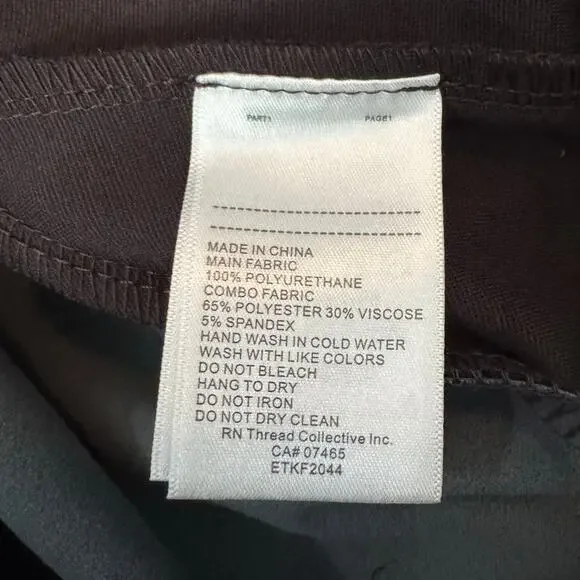 PART1 PAGE1
MADE IN CHINA
MAIN FABRIC
100% POLYURETHANE
COMBO FABRIC
65% POLYESTER 30% VISCOSE
5% SPANDEX
HAND WASH IN COLD WATER
WASH WITH LIKE COLORS
DO NOT BLEACH
HANG TO DRY
DO NOT IRON
DO NOT DRY CLEAN
RN Thread Collective Inc.
CA# 07465
ETKF2044